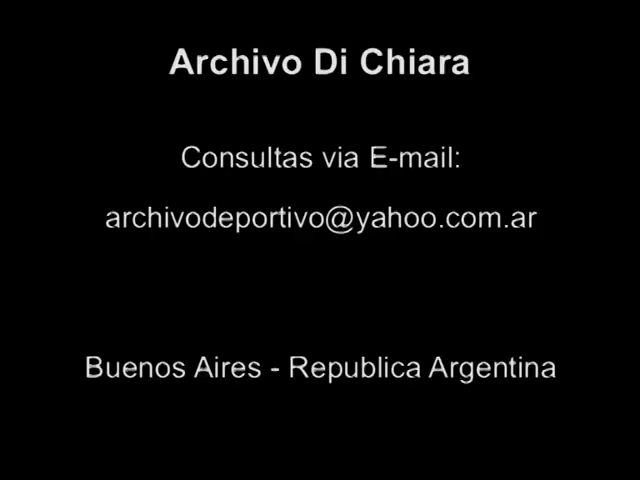 Archivo Di Chiara
Consultas via E-mail:
archivodeportivo@yahoo.com.ar
Buenos Aires - Republica Argentina